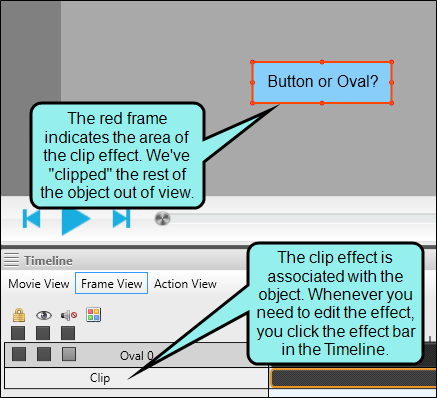 Button or Oval?
The red frame
indicates the area of
the clip effect. We've
"clipped" the rest of
the object out of view.
Timeline
Movie View Frame View Action View
The clip effect is
associated with the
object. Whenever you
need to edit the effect,
you click the effect bar
in the Timeline.
Oval 0
Clip